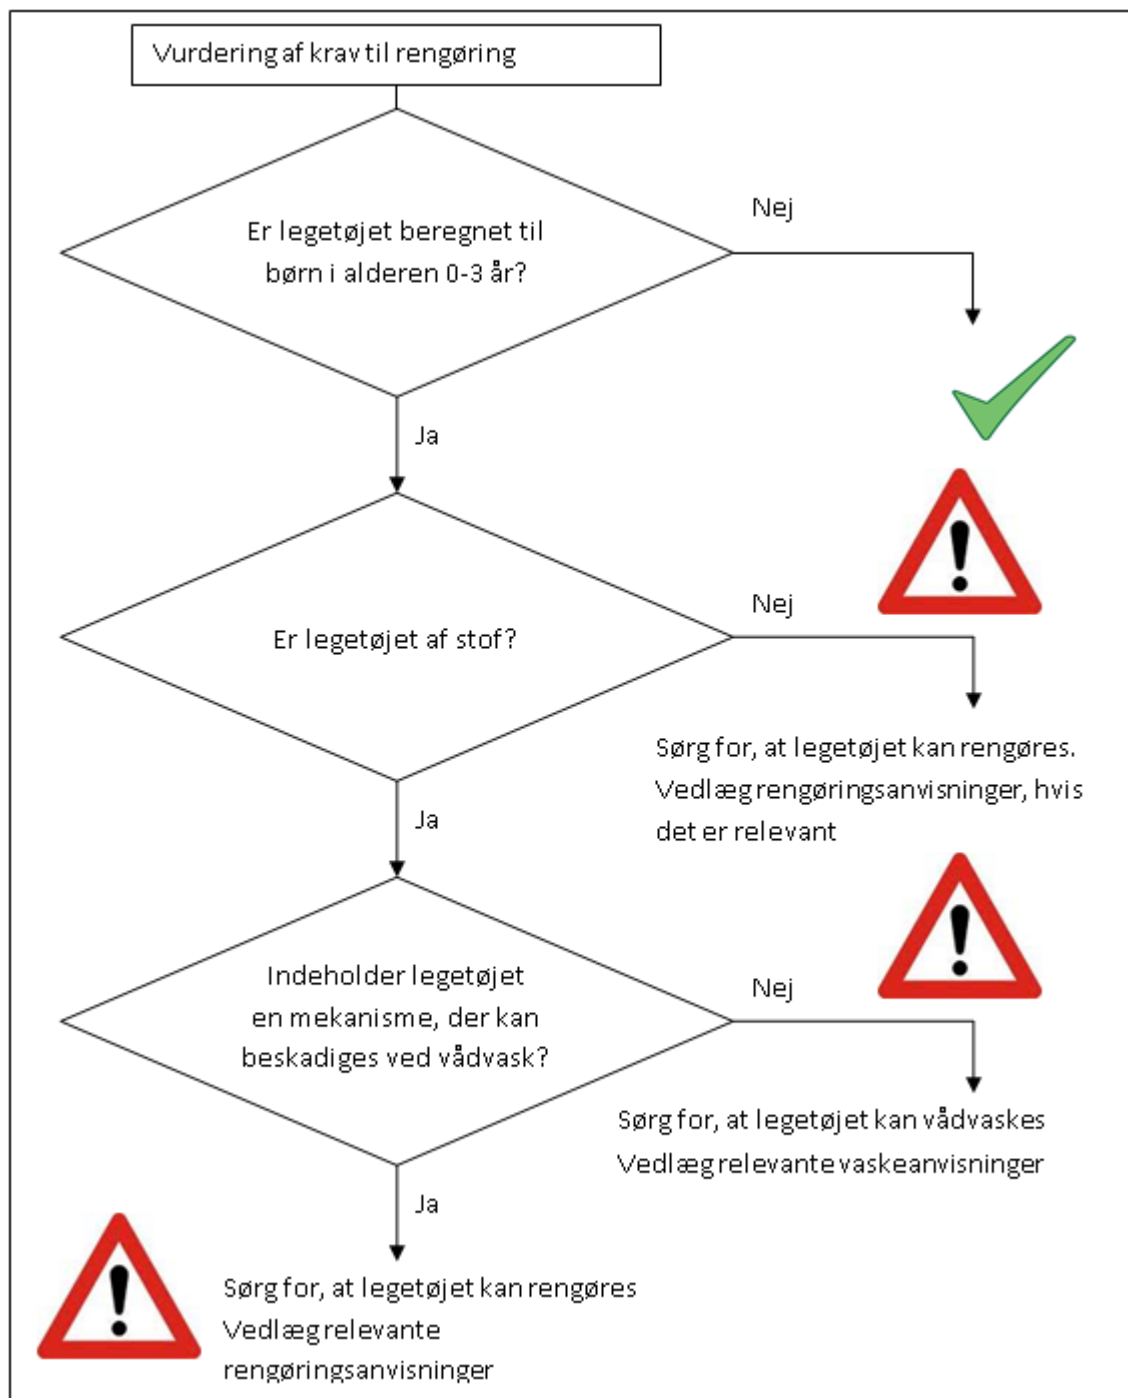 Vurdering af krav til rengøring
Er legetøjet beregnet til
børn i alderen 0-3 år?
Nej
Ja
Er legetøjet af stof?
Nej
Sørg for, at legetøjet kan rengøres.
Vedlæg rengøringsanvisninger, hvis
det er relevant
Ja
Indeholder legetøjet
en mekanisme, der kan
beskadiges ved vådvask?
Nej
Sørg for, at legetøjet kan vådvaskes
Vedlæg relevante vaskeanvisninger
Ja
Sørg for, at legetøjet kan rengøres
Vedlæg relevante
rengøringsanvisninger